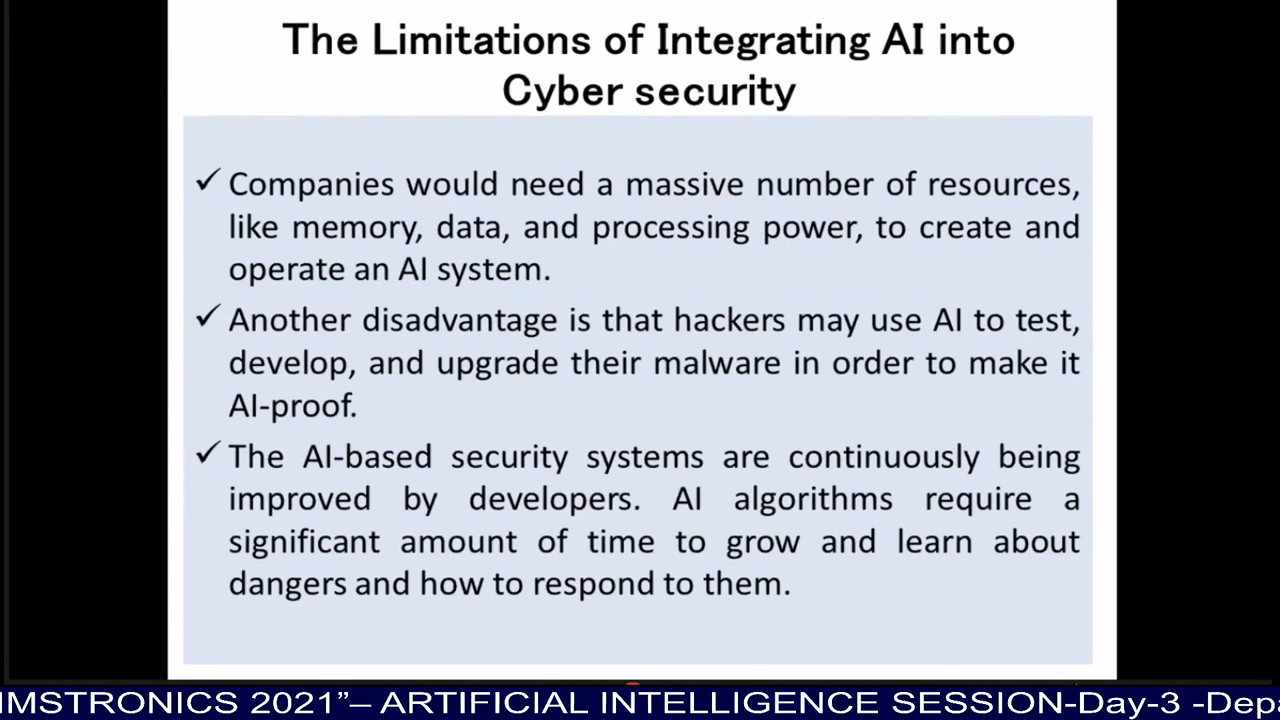 The Limitations of Integrating AI into
Cyber security
✓ Companies would need a massive number of resources,
like memory, data, and processing power, to create and
operate an AI system.
✓ Another disadvantage is that hackers may use AI to test,
develop, and upgrade their malware in order to make it
AI-proof.
✓ The AI-based security systems are continuously being
improved by developers. AI algorithms require a
significant amount of time to grow and learn about
dangers and how to respond to them.
IMSTRONICS 2021”– ARTIFICIAL INTELLIGENCE SESSION-Day-3 -Depa